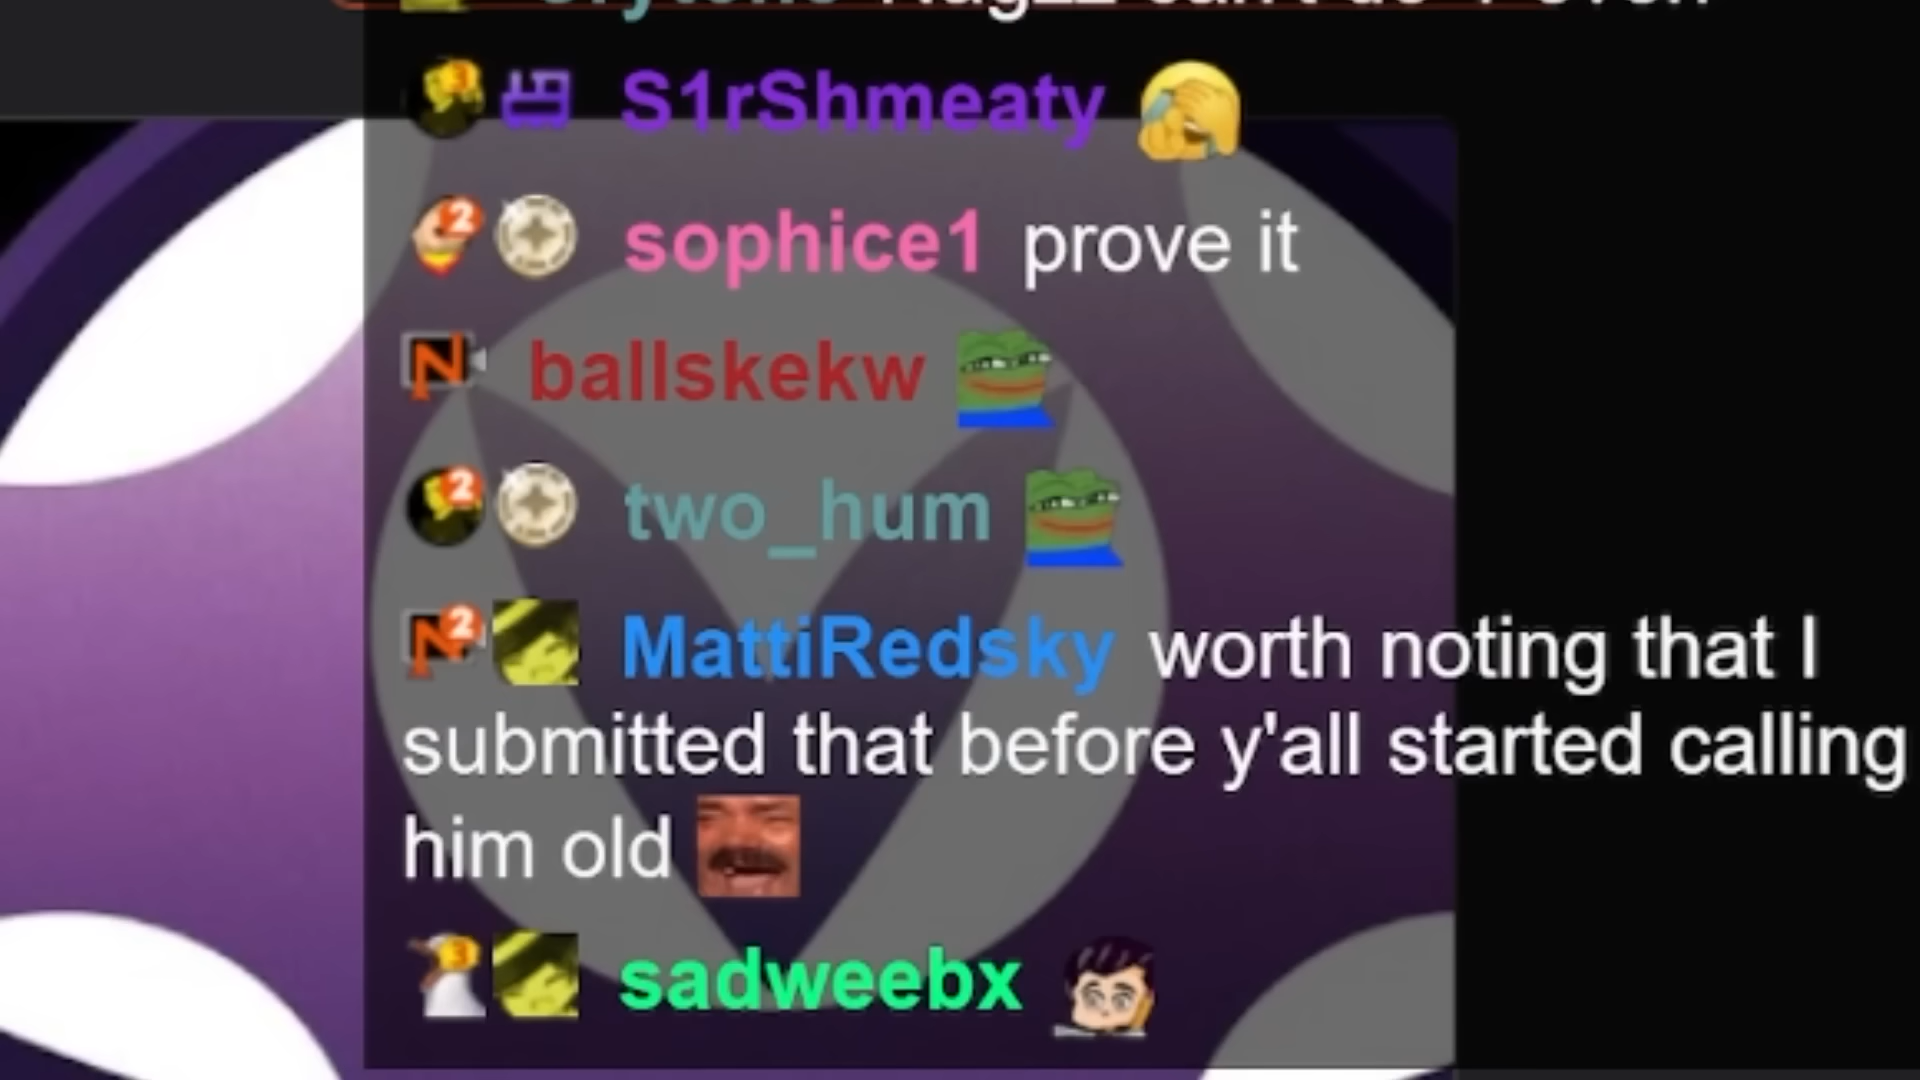 S1rShmeaty
sophice1 prove it
ballskekw
two_hum
MattiRedsky worth noting that I
submitted that before y'all started calling
him old
sadweebx